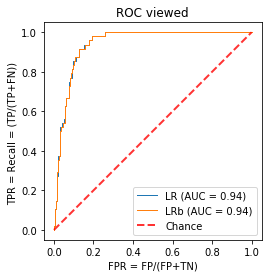 ROC viewed
TPR = Recall = (TP/(TP+FN))
1.0
0.8
0.6
0.4
0.2
0.0
LR (AUC = 0.94)
LRb (AUC = 0.94)
Chance
0.0 0.2 0.4 0.6 0.8 1.0
FPR = FP/(FP+TN)